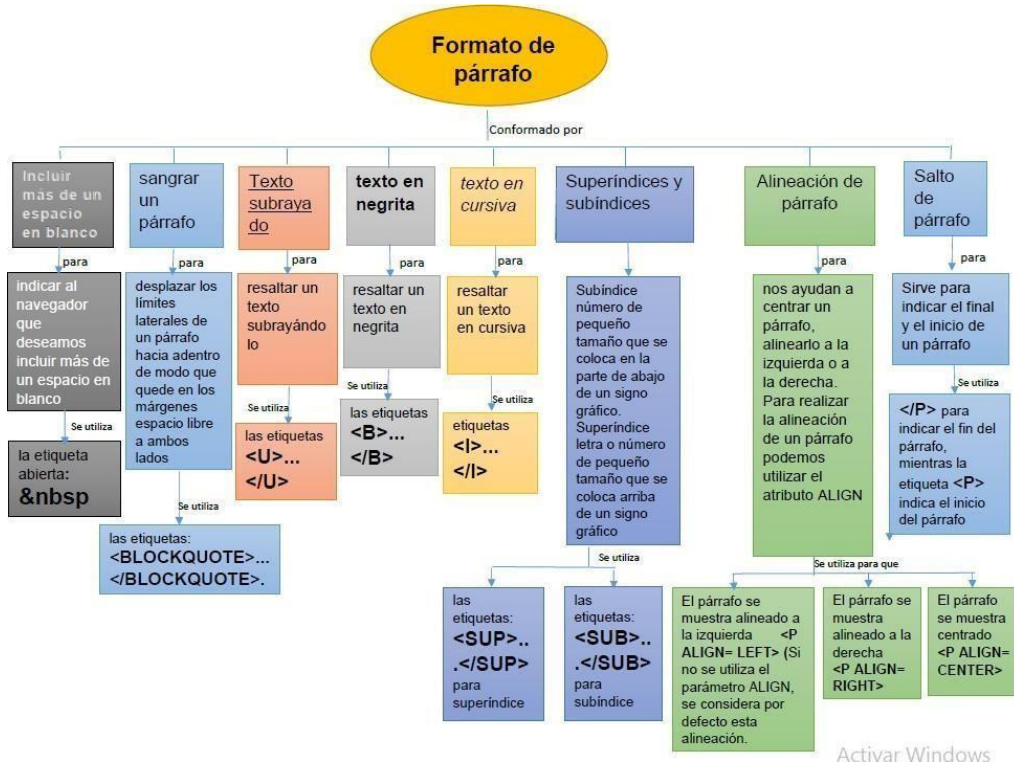 Formato de
párrafo
Conformado por
Incluir
más de un
espacio
en blanco
para
indicar al
navegador
que
deseamos
incluir más de
un espacio en
blanco
Se utiliza
la etiqueta
abierta:
&nbsp
sangrar
un
párrafo
para
desplazar los
límites
laterales de
un párrafo
hacia adentro
de modo que
quede en los
márgenes
espacio libre
a ambos
lados
Se utiliza
las etiquetas:
<BLOCKQUOTE>...
</BLOCKQUOTE>.
Texto
subraya
do
para
resaltar un
texto
subrayándo
lo
Se utiliza
las etiquetas
<U>...
</U>
texto en
negrita
para
resaltar un
texto en
negrita
Se utiliza
las etiquetas
<B>...
</B>
texto en
cursiva
para
resaltar
un texto
en cursiva
Se utiliza
etiquetas
<I>...
</I>
Superíndices y
subíndices
para
Subíndice
número de
pequeño
tamaño que se
coloca en la
parte de abajo
de un signo
gráfico.
Superíndice
letra o número
de pequeño
tamaño que se
coloca arriba
de un signo
gráfico
Se utiliza
las
etiquetas:
<SUP>..
.</SUP>
para
superíndice
las
etiquetas:
<SUB>..
.</SUB>
para
subíndice
Alineación de
párrafo
para
nos ayudan a
centrar un
párrafo,
alinearlo a la
izquierda o a
la derecha.
Para realizar
la alineación
de un párrafo
podemos
utilizar el
atributo ALIGN
Se utiliza para que
El párrafo se
muestra alineado a
la izquierda <P
ALIGN= LEFT> (Si
no se utiliza el
parámetro ALIGN,
se considera por
defecto esta
alineación.
El párrafo se
muestra
alineado a la
derecha
<P ALIGN=
RIGHT>
El párrafo
se muestra
centrado
<P ALIGN=
CENTER>
Salto
de
párrafo
para
Sirve para
indicar el final
y el inicio de
un párrafo
Se utiliza
</P> para
indicar el fin del
párrafo,
mientras la
etiqueta <P>
indica el inicio
del párrafo
Activar Windows